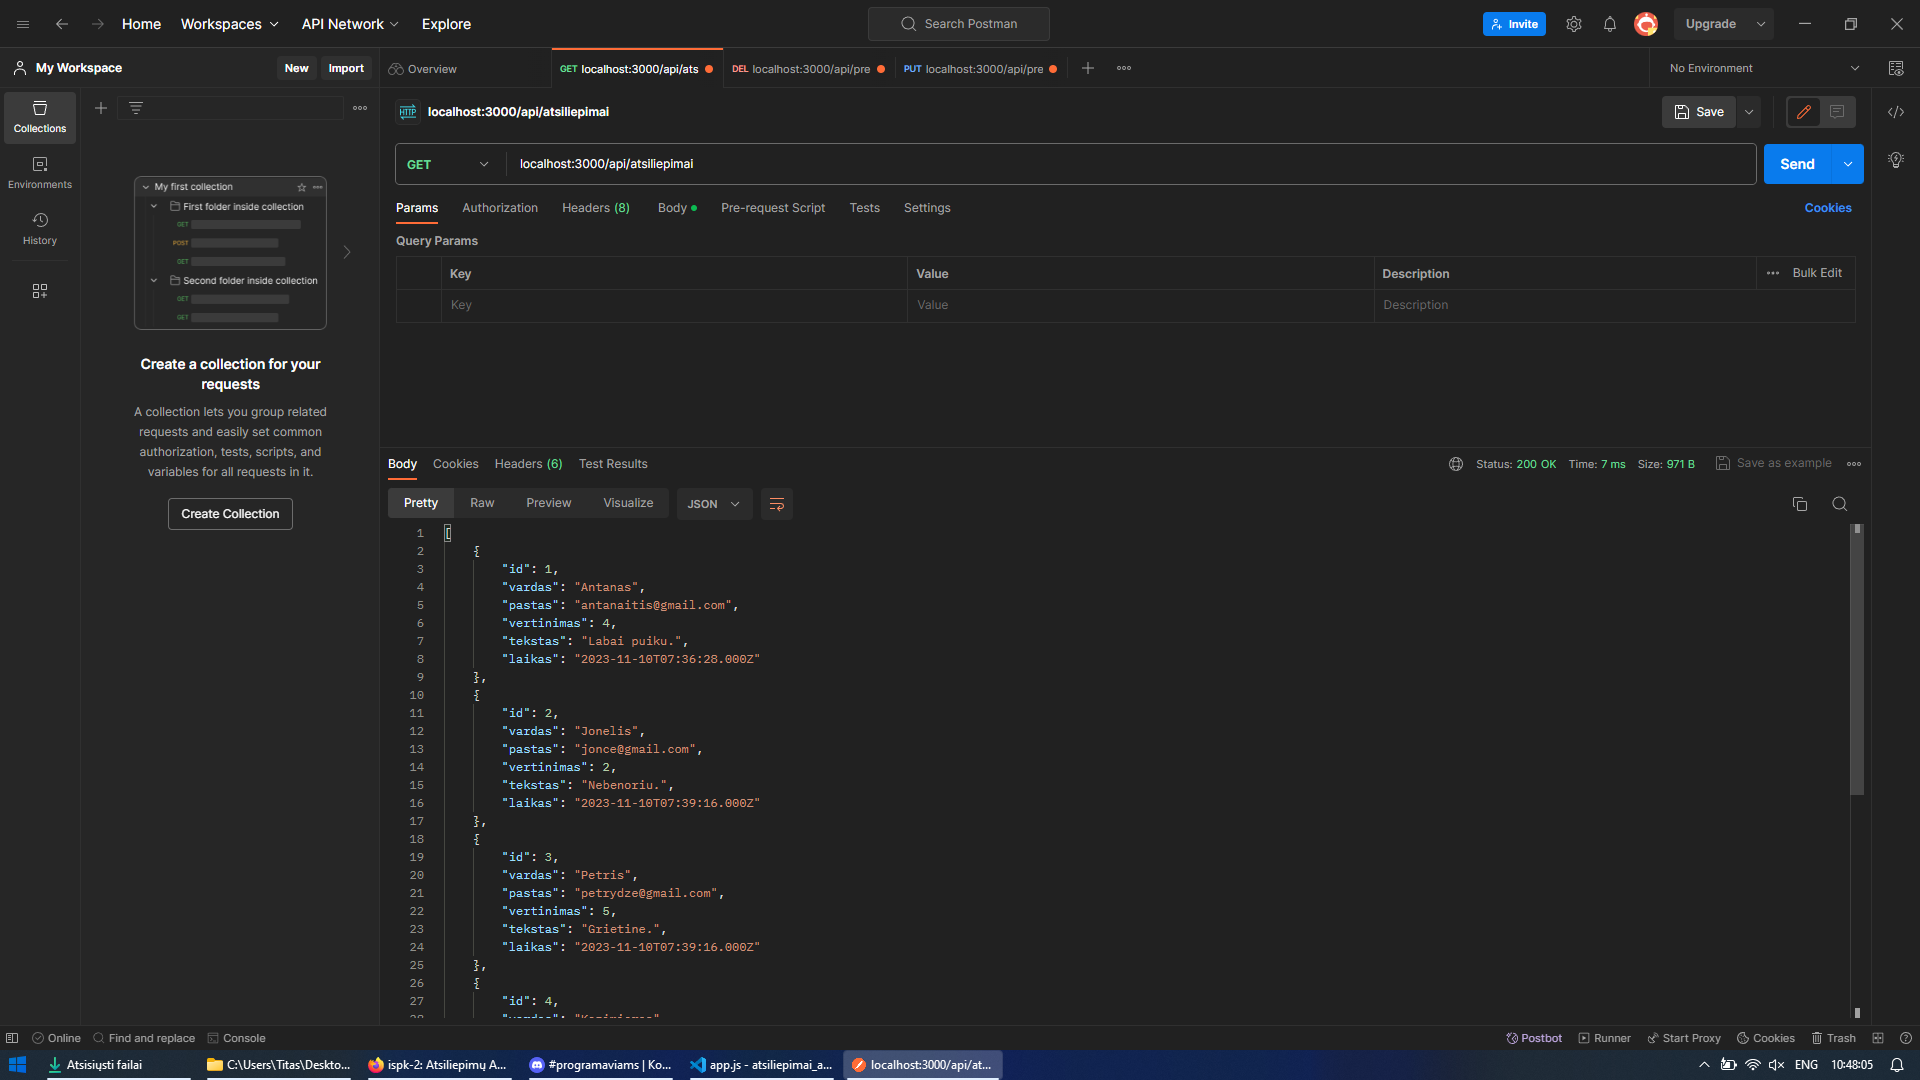 Home Workspaces API Network Explore Search Postman Invite Upgrade
My Workspace New Import Overview GET localhost:3000/api/ats DEL localhost:3000/api/pre PUT localhost:3000/api/pre No Environment
Collections
Environments
History
My first collection
First folder inside collection
GET
POST
GET
Second folder inside collection
GET
GET
Create a collection for your
requests
A collection lets you group related
requests and easily set common
authorization, tests, scripts, and
variables for all requests in it.
Create Collection
HTTP localhost:3000/api/atsiliepimai Save
GET localhost:3000/api/atsiliepimai Send
Params Authorization Headers (8) Body Pre-request Script Tests Settings Cookies
Query Params
Key Value Description Bulk Edit
Key Value Description
Body Cookies Headers (6) Test Results Status: 200 OK Time: 7 ms Size: 971 B Save as example
Pretty Raw Preview Visualize JSON
1 [
2 {
3 "id": 1,
4 "vardas": "Antanas",
5 "pastas": "antanaitis@gmail.com",
6 "vertinimas": 4,
7 "tekstas": "Labai puiku.",
8 "laikas": "2023-11-10T07:36:28.000Z"
9 },
10 {
11 "id": 2,
12 "vardas": "Jonelis",
13 "pastas": "jonce@gmail.com",
14 "vertinimas": 2,
15 "tekstas": "Nebenoriu.",
16 "laikas": "2023-11-10T07:39:16.000Z"
17 },
18 {
19 "id": 3,
20 "vardas": "Petris",
21 "pastas": "petrydze@gmail.com",
22 "vertinimas": 5,
23 "tekstas": "Grietine.",
24 "laikas": "2023-11-10T07:39:16.000Z"
25 },
26 {
27 "id": 4,
Online Find and replace Console Postbot Runner Start Proxy Cookies Trash
Atsisiųsti failai C:\Users\Titas\Deskto... ispk-2: Atsiliepimų A... #programaviams | Ko... app.js - atsiliepimai_a... localhost:3000/api/at... ENG 10:48:05